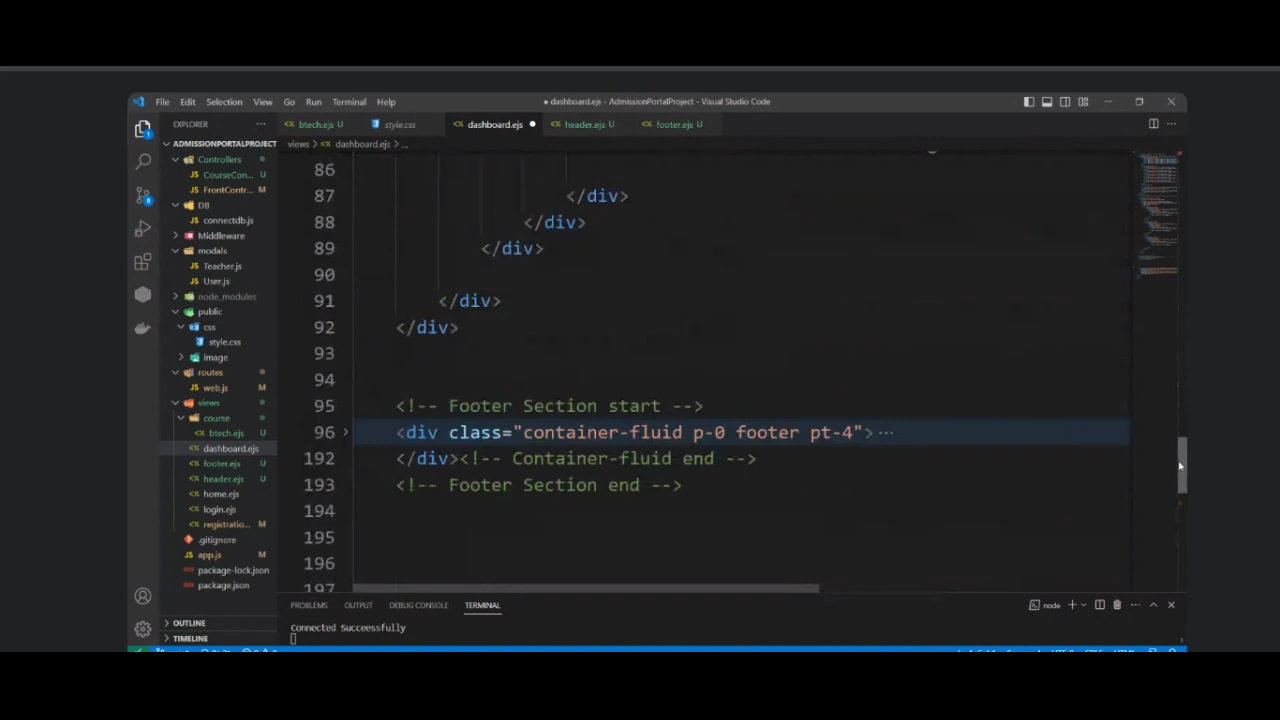 File Edit Selection View Go Run Terminal Help
● dashboard.ejs - AdmissionPortalProject - Visual Studio Code
EXPLORER ···
btech.ejs U
style.css
dashboard.ejs ●
header.ejs U
footer.ejs U
ADMISSIONPORTALPROJECT
views > dashboard.ejs > ...
Controllers
CourseCon... U
FrontContr... M
DB
connectdb.js
Middleware
modals
Teacher.js
User.js
node_modules
public
css
style.css
image
routes
web.js M
views
course
btech.ejs U
dashboard.ejs
footer.ejs U
header.ejs U
home.ejs
login.ejs
registratio... M
.gitignore
app.js M
package-lock.json
package.json
OUTLINE
TIMELINE
86
87 </div>
88 </div>
89 </div>
90
91 </div>
92 </div>
93
94
95 <!-- Footer Section start -->
96 <div class="container-fluid p-0 footer pt-4"> ···
192 </div><!-- Container-fluid end -->
193 <!-- Footer Section end -->
194
195
196
197
PROBLEMS OUTPUT DEBUG CONSOLE TERMINAL
node
Connected Succeessfully